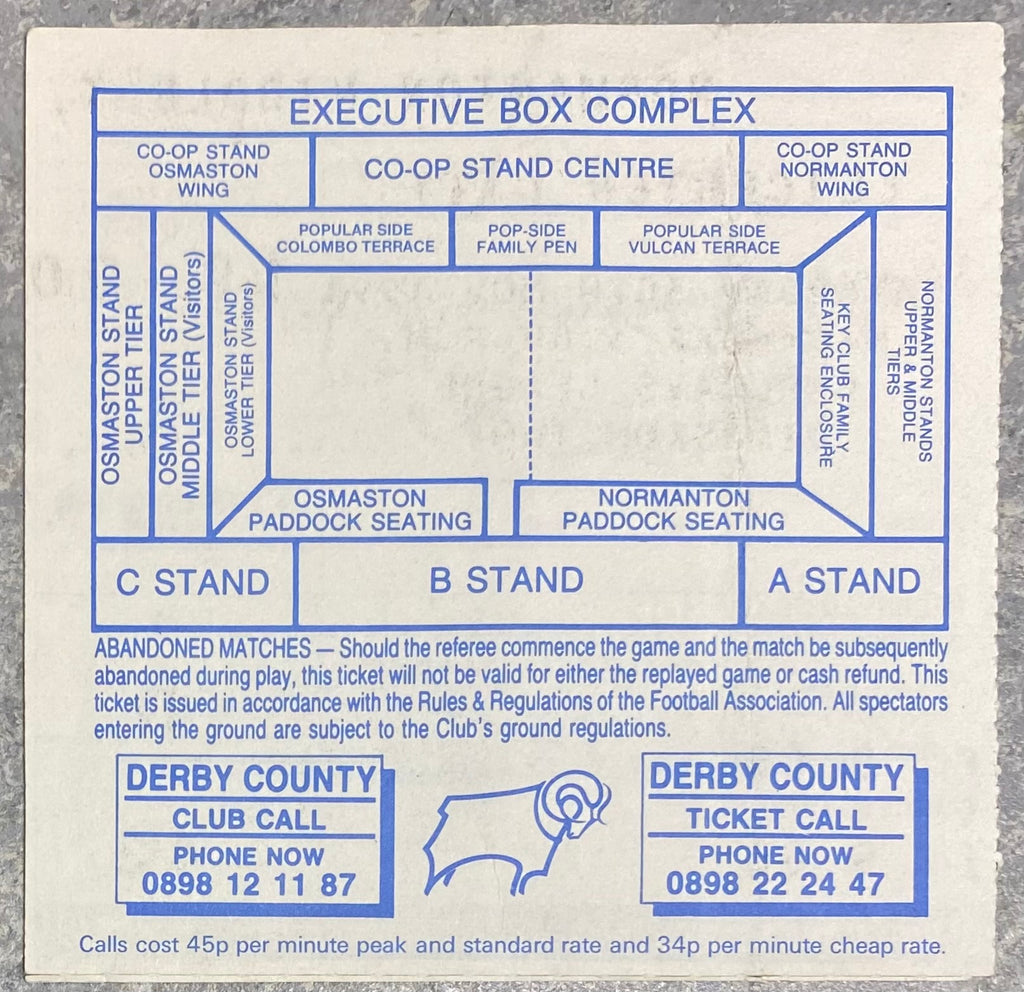 EXECUTIVE BOX COMPLEX
CO-OP STAND
OSMASTON
WING
CO-OP STAND CENTRE
CO-OP STAND
NORMANTON
WING
POPULAR SIDE
COLOMBO TERRACE
POP-SIDE
FAMILY PEN
POPULAR SIDE
VULCAN TERRACE
OSMASTON STAND
UPPER TIER
OSMASTON STAND
MIDDLE TIER (Visitors)
OSMASTON STAND
LOWER TIER (Visitors)
KEY CLUB FAMILY
SEATING ENCLOSURE
NORMANTON STANDS
UPPER & MIDDLE
TIERS
OSMASTON
PADDOCK SEATING
NORMANTON
PADDOCK SEATING
C STAND
B STAND
A STAND
ABANDONED MATCHES — Should the referee commence the game and the match be subsequently
abandoned during play, this ticket will not be valid for either the replayed game or cash refund. This
ticket is issued in accordance with the Rules & Regulations of the Football Association. All spectators
entering the ground are subject to the Club's ground regulations.
DERBY COUNTY
CLUB CALL
PHONE NOW
0898 12 11 87
DERBY COUNTY
TICKET CALL
PHONE NOW
0898 22 24 47
Calls cost 45p per minute peak and standard rate and 34p per minute cheap rate.